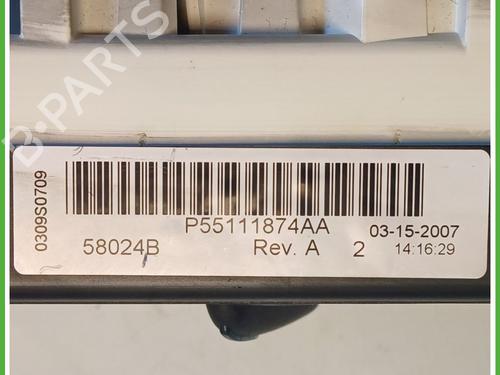 B-PARTS
0309S0709
P55111874AA
03-15-2007
58024B
Rev. A
2
14:16:29